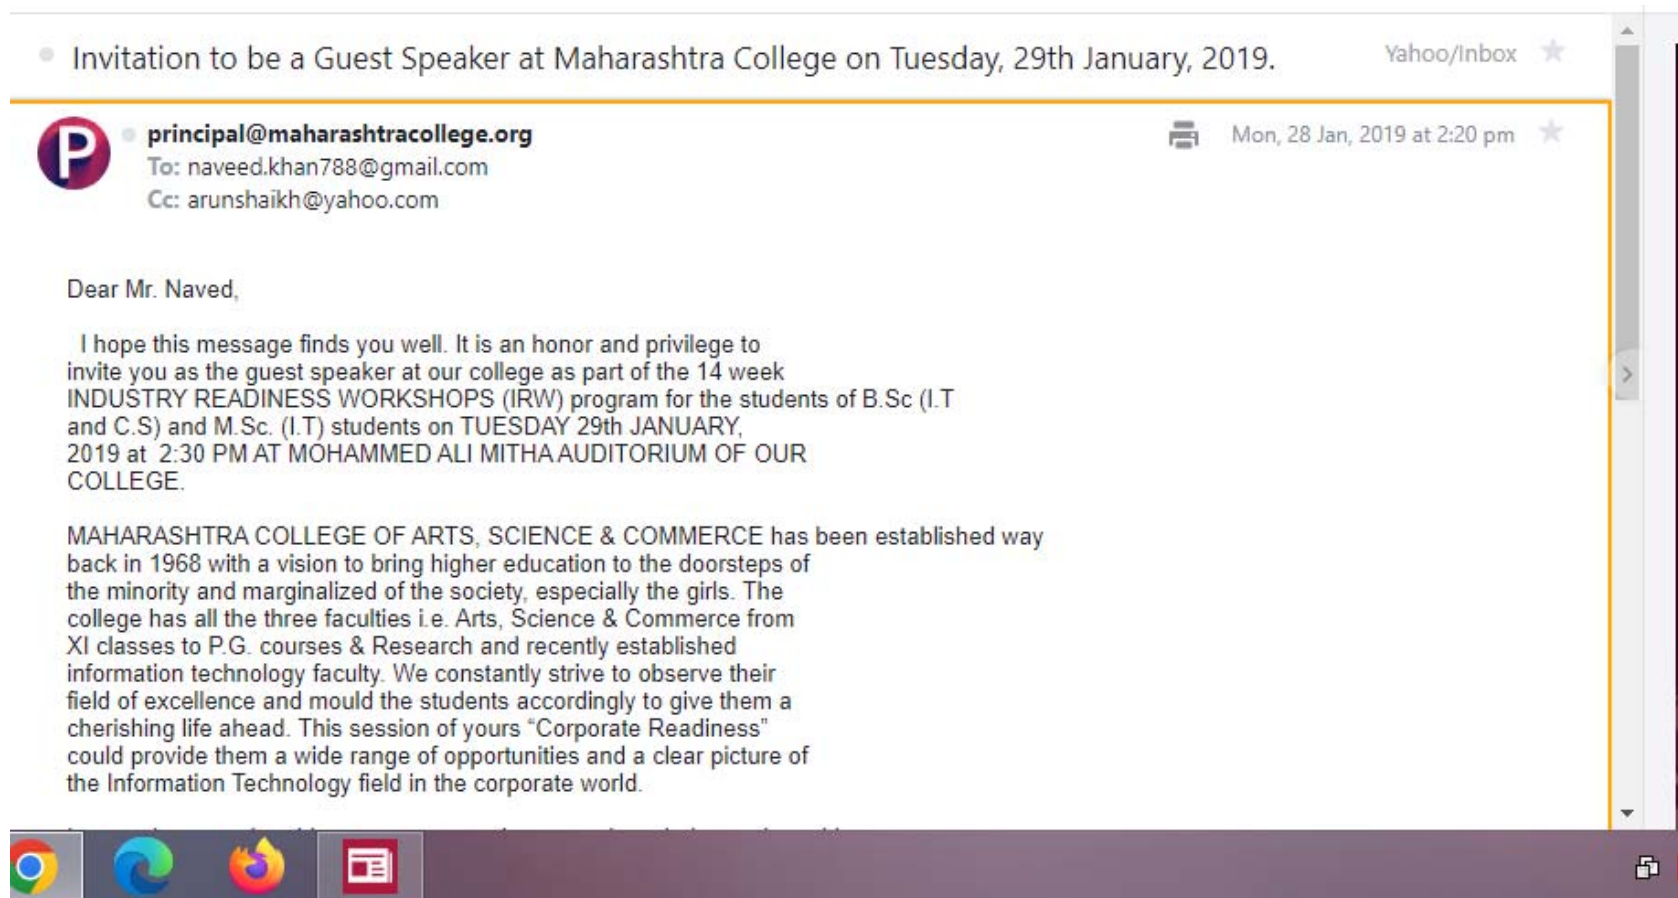 Invitation to be a Guest Speaker at Maharashtra College on Tuesday, 29th January, 2019.
Yahoo/Inbox
P
principal@maharashtracollege.org
Mon, 28 Jan, 2019 at 2:20 pm
To: naveed.khan788@gmail.com
Cc: arunshaikh@yahoo.com
Dear Mr. Naved,
I hope this message finds you well. It is an honor and privilege to
invite you as the guest speaker at our college as part of the 14 week
INDUSTRY READINESS WORKSHOPS (IRW) program for the students of B.Sc (I.T
and C.S) and M.Sc. (I.T) students on TUESDAY 29th JANUARY,
2019 at 2:30 PM AT MOHAMMED ALI MITHA AUDITORIUM OF OUR
COLLEGE.
MAHARASHTRA COLLEGE OF ARTS, SCIENCE & COMMERCE has been established way
back in 1968 with a vision to bring higher education to the doorsteps of
the minority and marginalized of the society, especially the girls. The
college has all the three faculties i.e. Arts, Science & Commerce from
XI classes to P.G. courses & Research and recently established
information technology faculty. We constantly strive to observe their
field of excellence and mould the students accordingly to give them a
cherishing life ahead. This session of yours “Corporate Readiness”
could provide them a wide range of opportunities and a clear picture of
the Information Technology field in the corporate world.